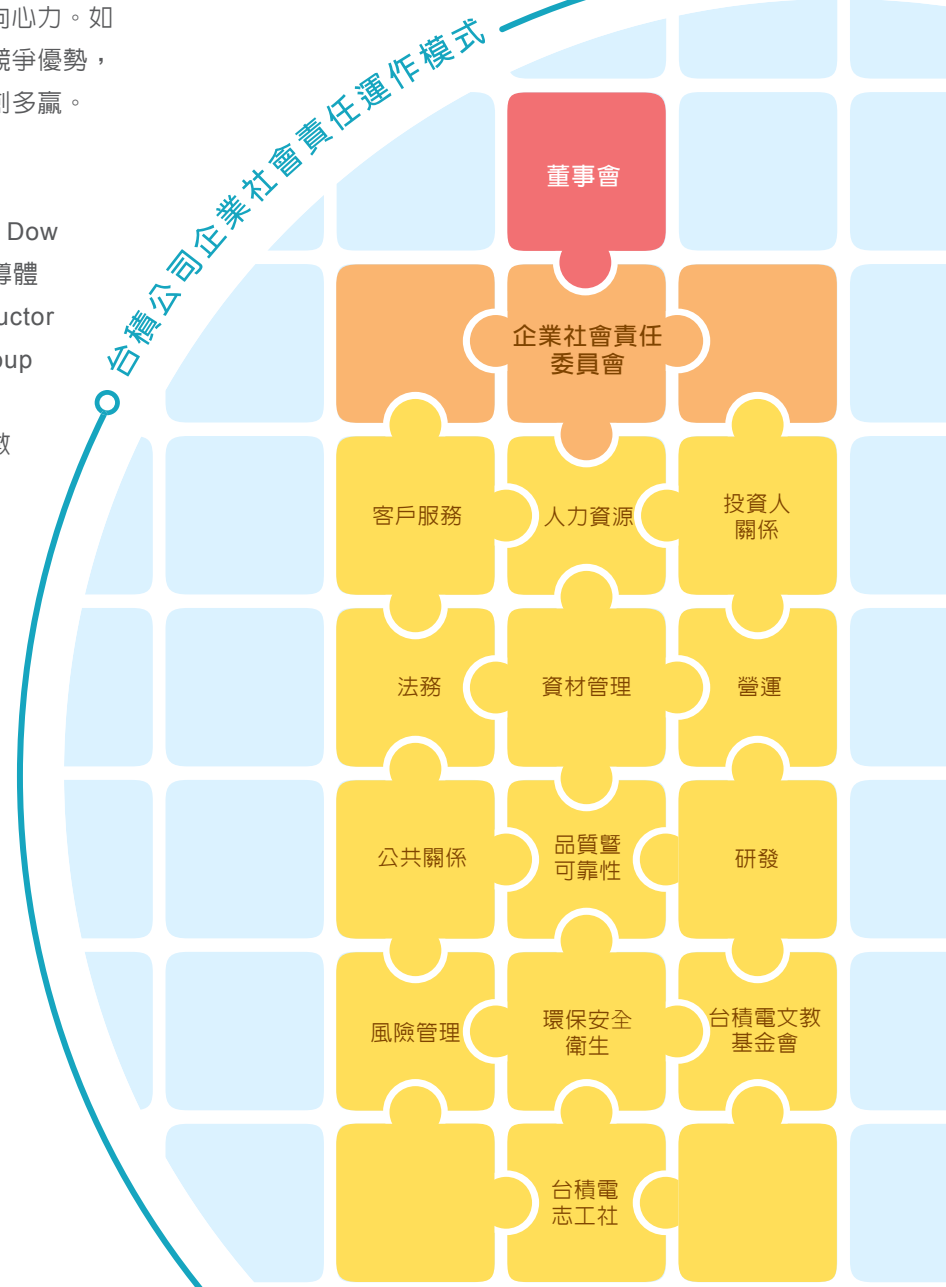 向心力。如
競爭優勢，
創多贏。
Dow
導體
uctor
oup
台積公司企業社會責任運作模式
董事會
企業社會責任
委員會
客戶服務
人力資源
投資人
關係
法務
資材管理
營運
公共關係
品質暨
可靠性
研發
風險管理
環保安全
衛生
台積電文教
基金會
台積電
志工社